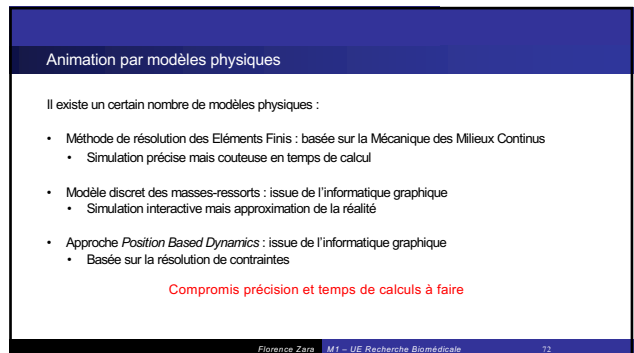 Animation par modèles physiques
Il existe un certain nombre de modèles physiques :
• Méthode de résolution des Eléments Finis : basée sur la Mécanique des Milieux Continus
• Simulation précise mais couteuse en temps de calcul
• Modèle discret des masses-ressorts : issue de l'informatique graphique
• Simulation interactive mais approximation de la réalité
• Approche Position Based Dynamics : issue de l'informatique graphique
• Basée sur la résolution de contraintes
Compromis précision et temps de calculs à faire
Florence Zara M1 – UE Recherche Biomédicale 72